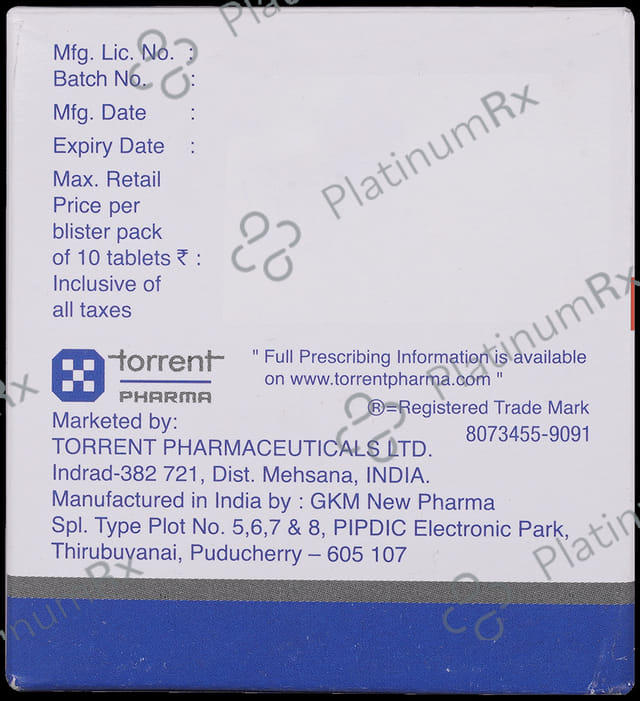 Mfg. Lic. No. :
Batch No. :
Mfg. Date :
Expiry Date :
Max. Retail
Price per
blister pack
of 10 tablets ₹ :
Inclusive of
all taxes
torrent
PHARMA
" Full Prescribing Information is available
on www.torrentpharma.com "
®=Registered Trade Mark
8073455-9091
Marketed by:
TORRENT PHARMACEUTICALS LTD.
Indrad-382 721, Dist. Mehsana, INDIA.
Manufactured in India by : GKM New Pharma
Spl. Type Plot No. 5,6,7 & 8, PIPDIC Electronic Park,
Thirubuvanai, Puducherry – 605 107
PlatinumRx
PlatinumRx